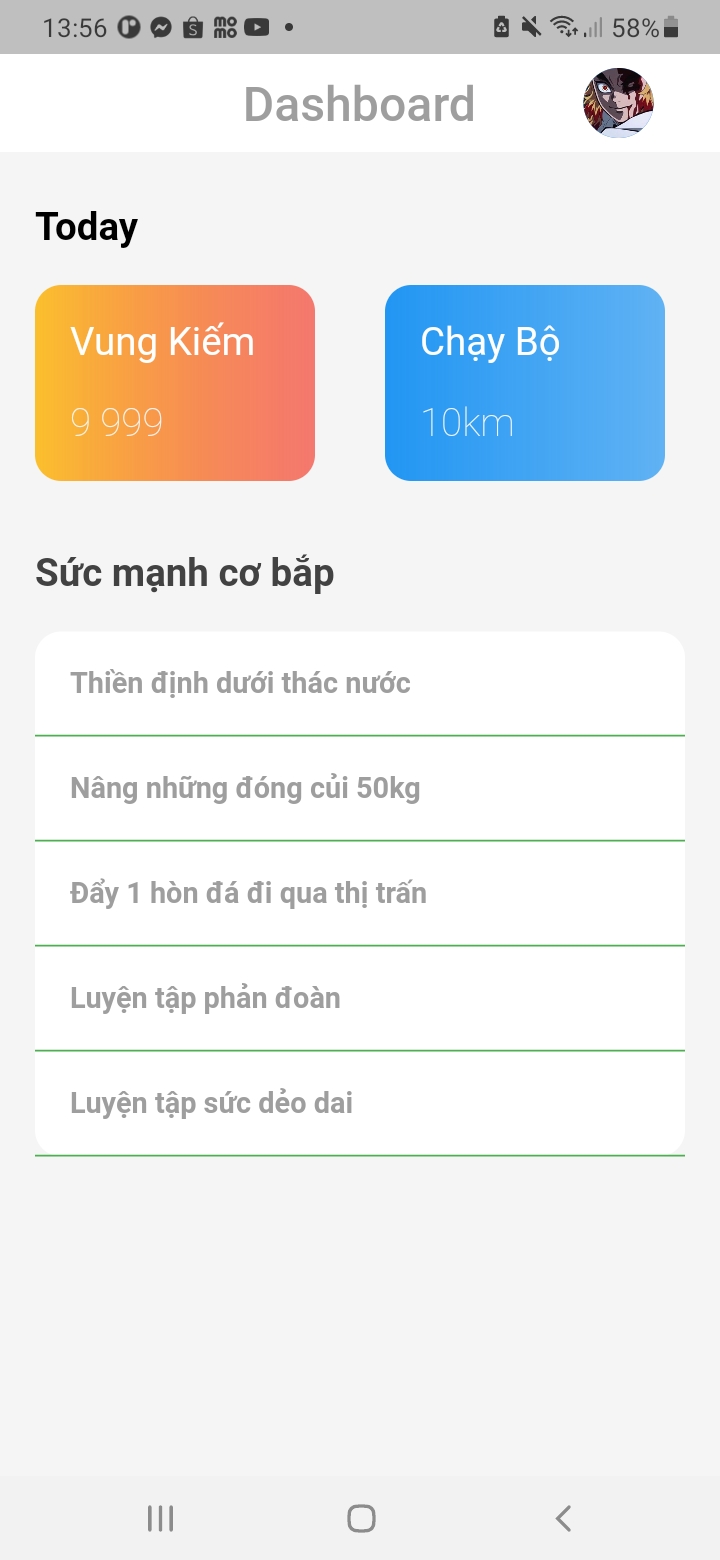 13:56
58%
Dashboard
Today
Vung Kiếm
Chạy Bộ
9 999
10km
Sức mạnh cơ bắp
Thiền định dưới thác nước
Nâng những đóng củi 50kg
Đẩy 1 hòn đá đi qua thị trấn
Luyện tập phản đoàn
Luyện tập sức dẻo dai